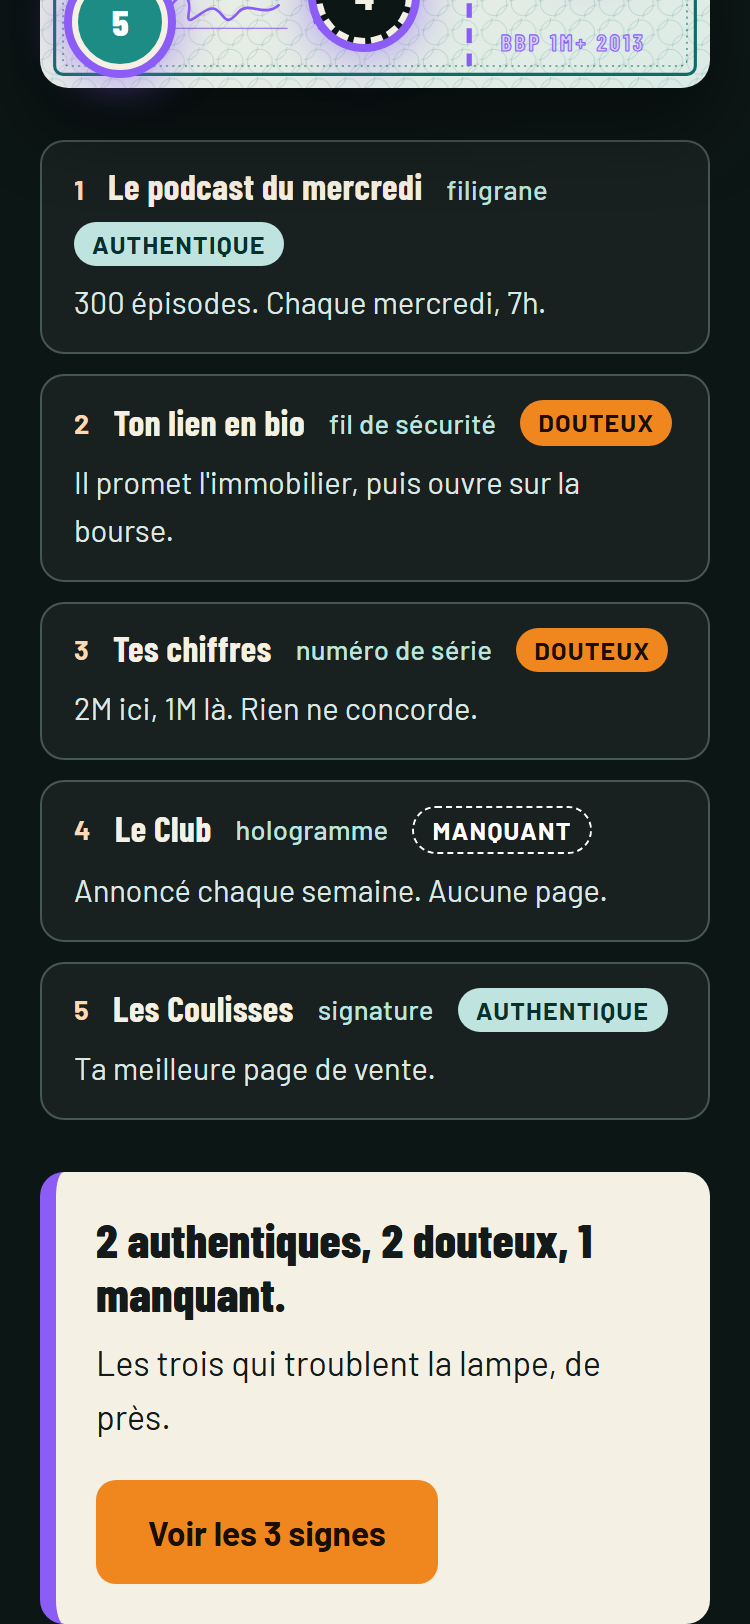 5
BBP 1M+ 2013
1 Le podcast du mercredi filigrane
AUTHENTIQUE
300 épisodes. Chaque mercredi, 7h.
2 Ton lien en bio fil de sécurité DOUTEUX
Il promet l'immobilier, puis ouvre sur la
bourse.
3 Tes chiffres numéro de série DOUTEUX
2M ici, 1M là. Rien ne concorde.
4 Le Club hologramme MANQUANT
Annoncé chaque semaine. Aucune page.
5 Les Coulisses signature AUTHENTIQUE
Ta meilleure page de vente.
2 authentiques, 2 douteux, 1
manquant.
Les trois qui troublent la lampe, de
près.
Voir les 3 signes